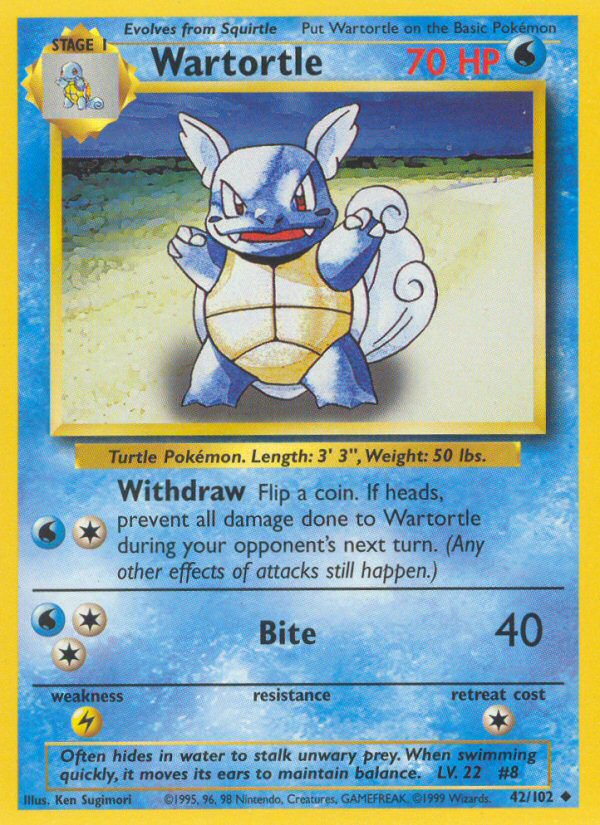 Evolves from Squirtle Put Wartortle on the Basic Pokémon
STAGE 1
Wartortle 70 HP
Turtle Pokémon. Length: 3' 3", Weight: 50 lbs.
Withdraw Flip a coin. If heads,
prevent all damage done to Wartortle
during your opponent's next turn. (Any
other effects of attacks still happen.)
Bite 40
weakness resistance retreat cost
Often hides in water to stalk unwary prey. When swimming
quickly, it moves its ears to maintain balance. LV. 22 #8
Illus. Ken Sugimori ©1995, 96, 98 Nintendo, Creatures, GAMEFREAK. ©1999 Wizards. 42/102